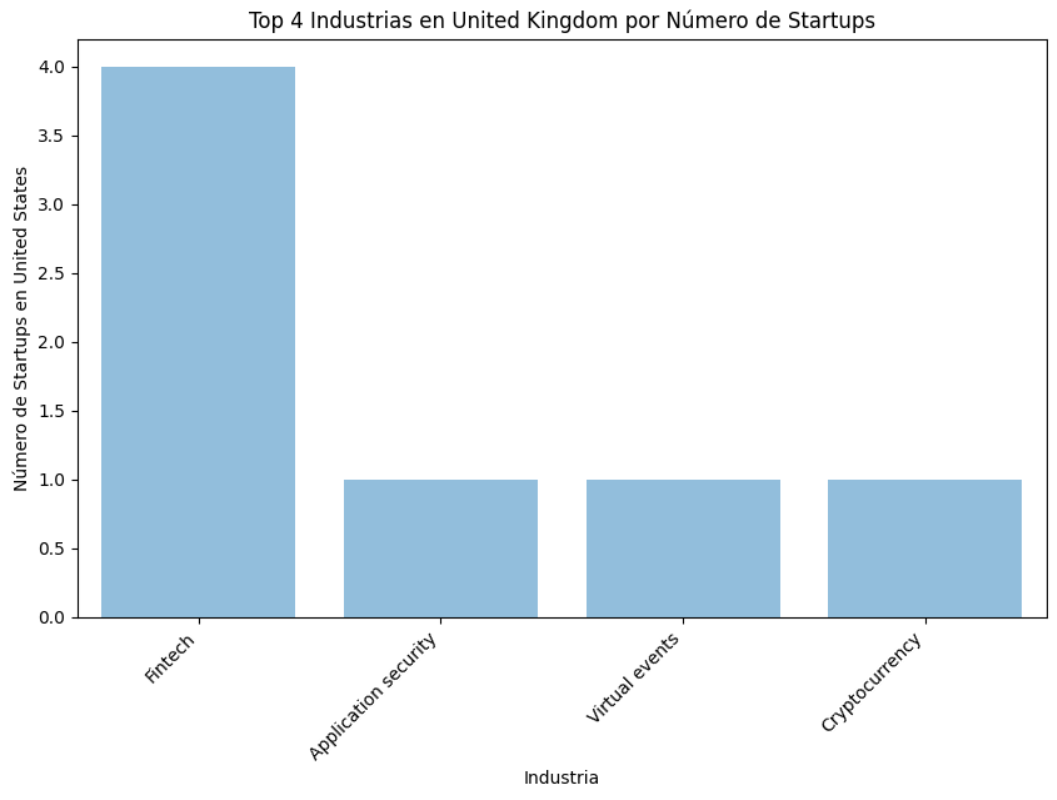 Top 4 Industrias en United Kingdom por Número de Startups
Número de Startups en United States
4.0
3.5
3.0
2.5
2.0
1.5
1.0
0.5
0.0
Fintech
Application security
Virtual events
Cryptocurrency
Industria